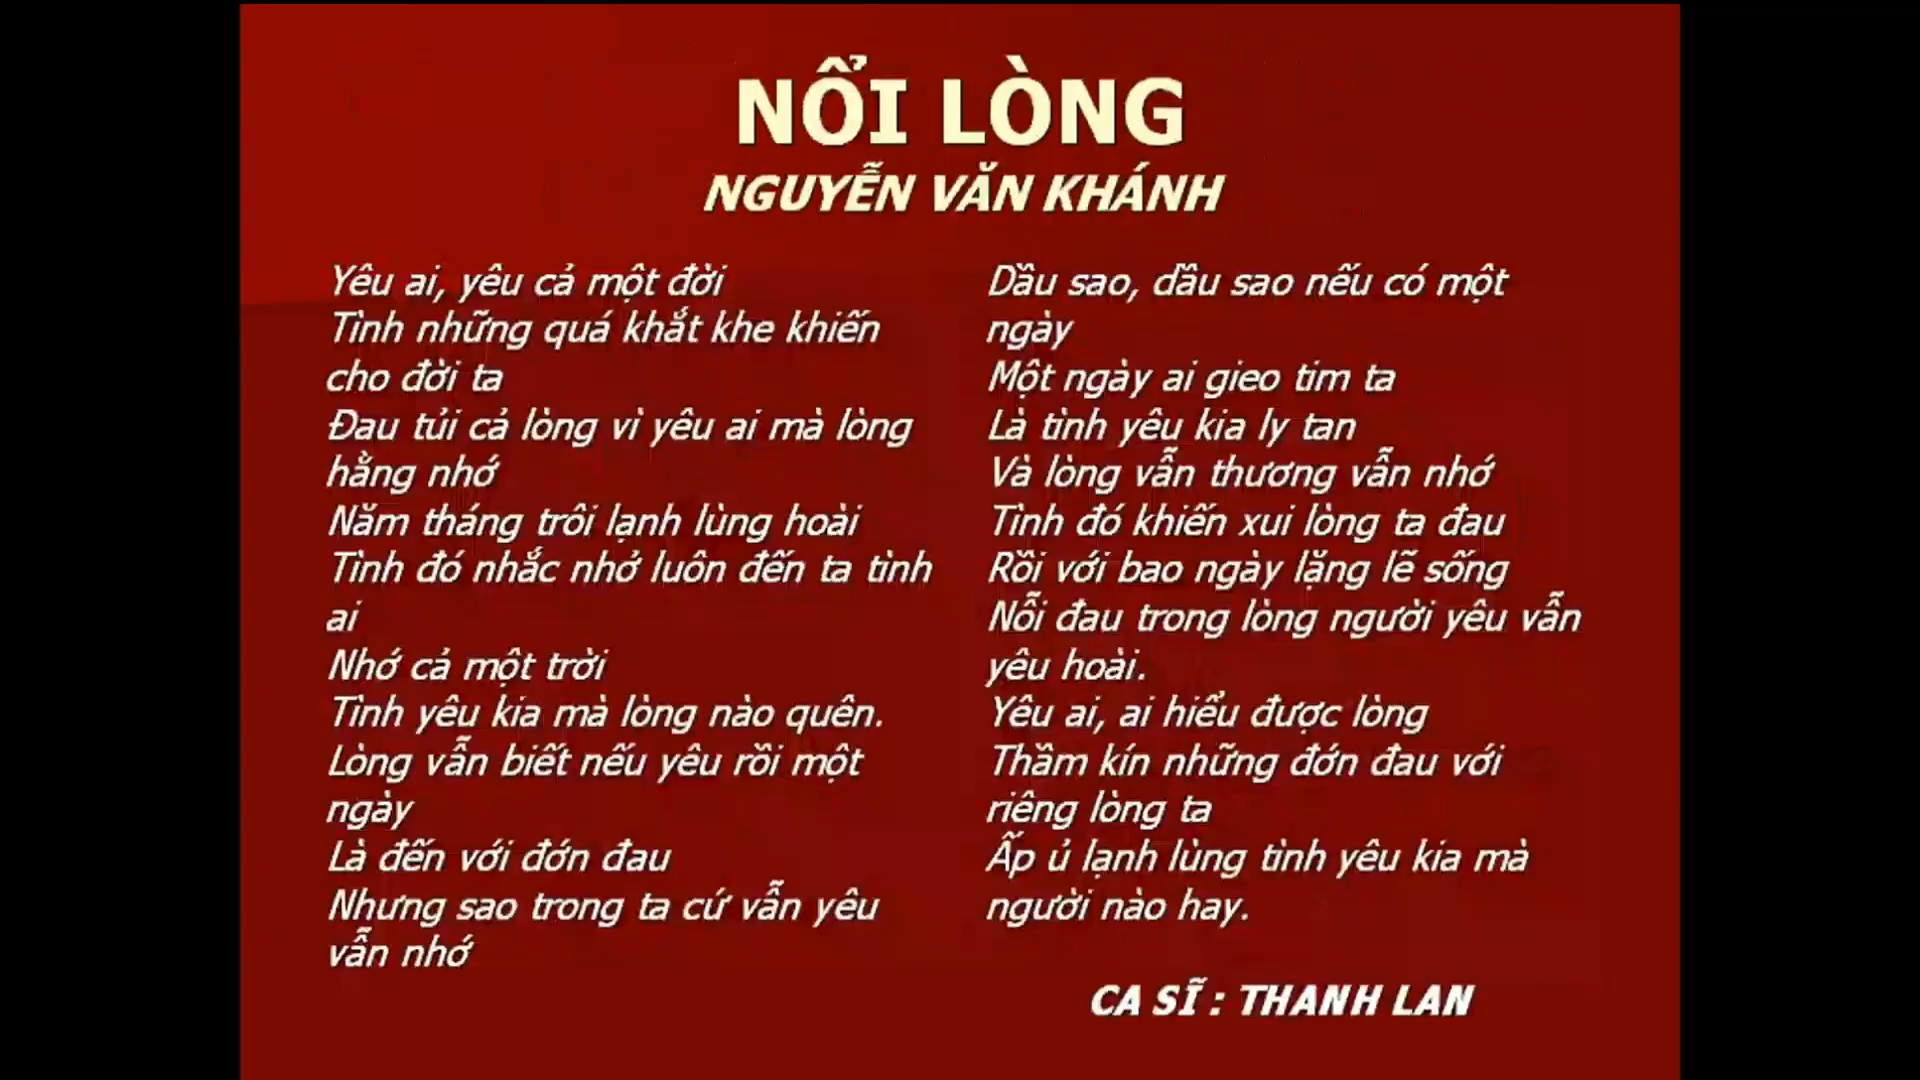 NỔI LÒNG
NGUYỄN VĂN KHÁNH
Yêu ai, yêu cả một đời
Tình những quá khắt khe khiến
cho đời ta
Đau tủi cả lòng vì yêu ai mà lòng
hằng nhớ
Năm tháng trôi lạnh lùng hoài
Tình đó nhắc nhở luôn đến ta tình
ai
Nhớ cả một trời
Tình yêu kia mà lòng nào quên.
Lòng vẫn biết nếu yêu rồi một
ngày
Là đến với đớn đau
Nhưng sao trong ta cứ vẫn yêu
vẫn nhớ
Dầu sao, dầu sao nếu có một
ngày
Một ngày ai gieo tim ta
Là tình yêu kia ly tan
Và lòng vẫn thương vẫn nhớ
Tình đó khiến xui lòng ta đau
Rồi với bao ngày lặng lẽ sống
Nỗi đau trong lòng người yêu vẫn
yêu hoài.
Yêu ai, ai hiểu được lòng
Thầm kín những đớn đau với
riêng lòng ta
Ấp ủ lạnh lùng tình yêu kia mà
người nào hay.
CA SĨ : THANH LAN